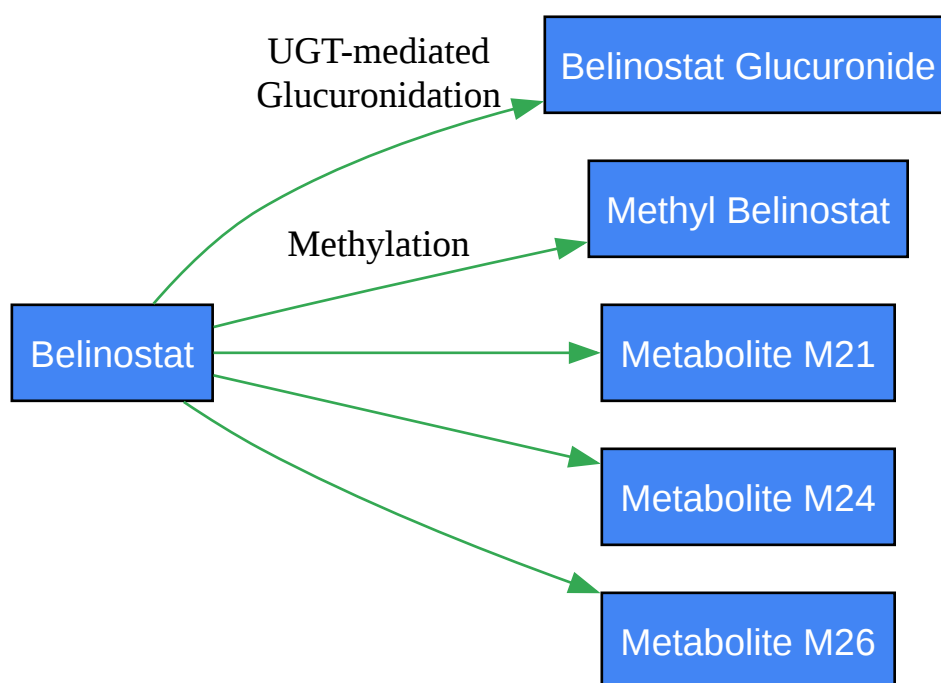 UGT-mediated
Glucuronidation
Belinostat Glucuronide
Methylation
Methyl Belinostat
Belinostat
Metabolite M21
Metabolite M24
Metabolite M26